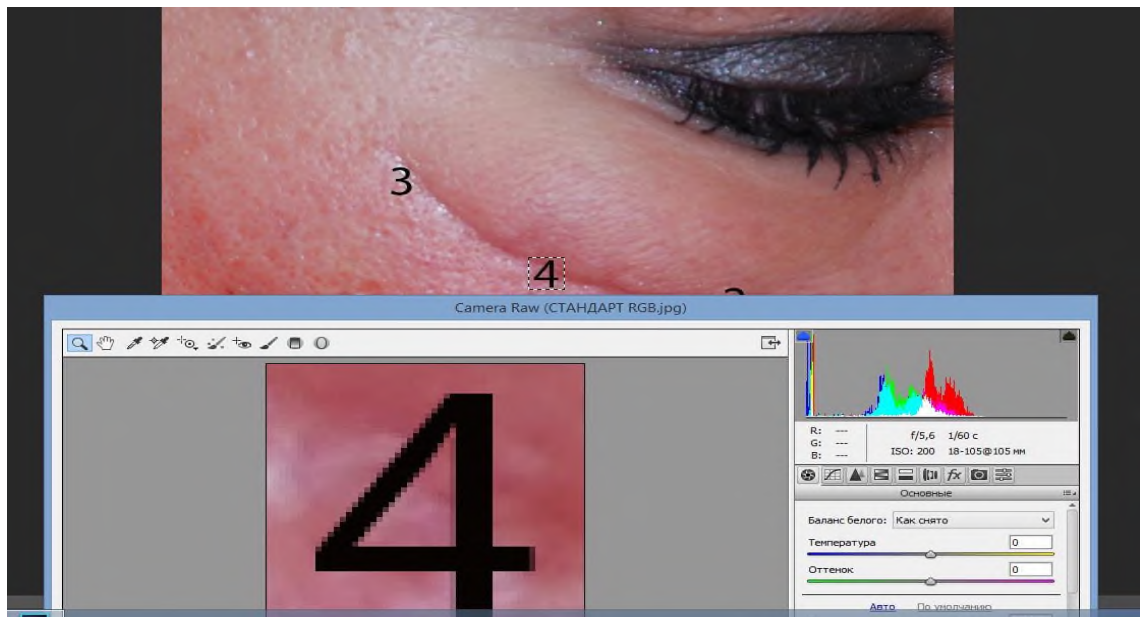 3
4
Camera Raw (СТАНДАРТ RGB.jpg)
4
R: ---
G: ---
B: ---
f/5,6 1/60 с
ISO: 200 18-105@105 мм
fx
Основные
Баланс белого: Как снято
Температура 0
Оттенок 0
Авто По умолчанию